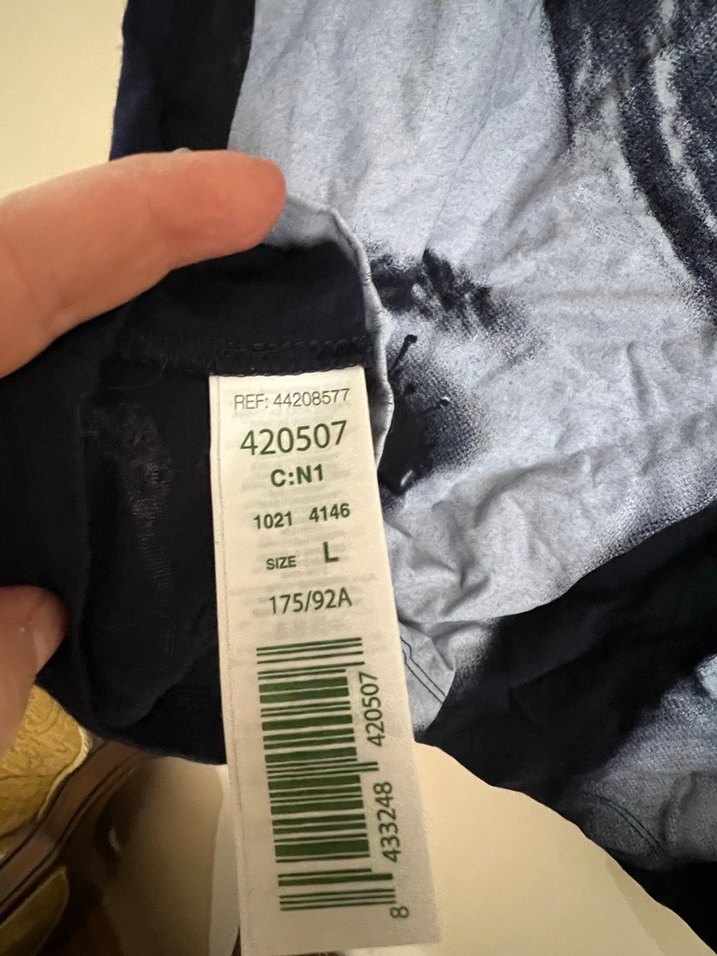 REF: 44208577
420507
C:N1
1021 4146
SIZE L
175/92A
8 433248 420507